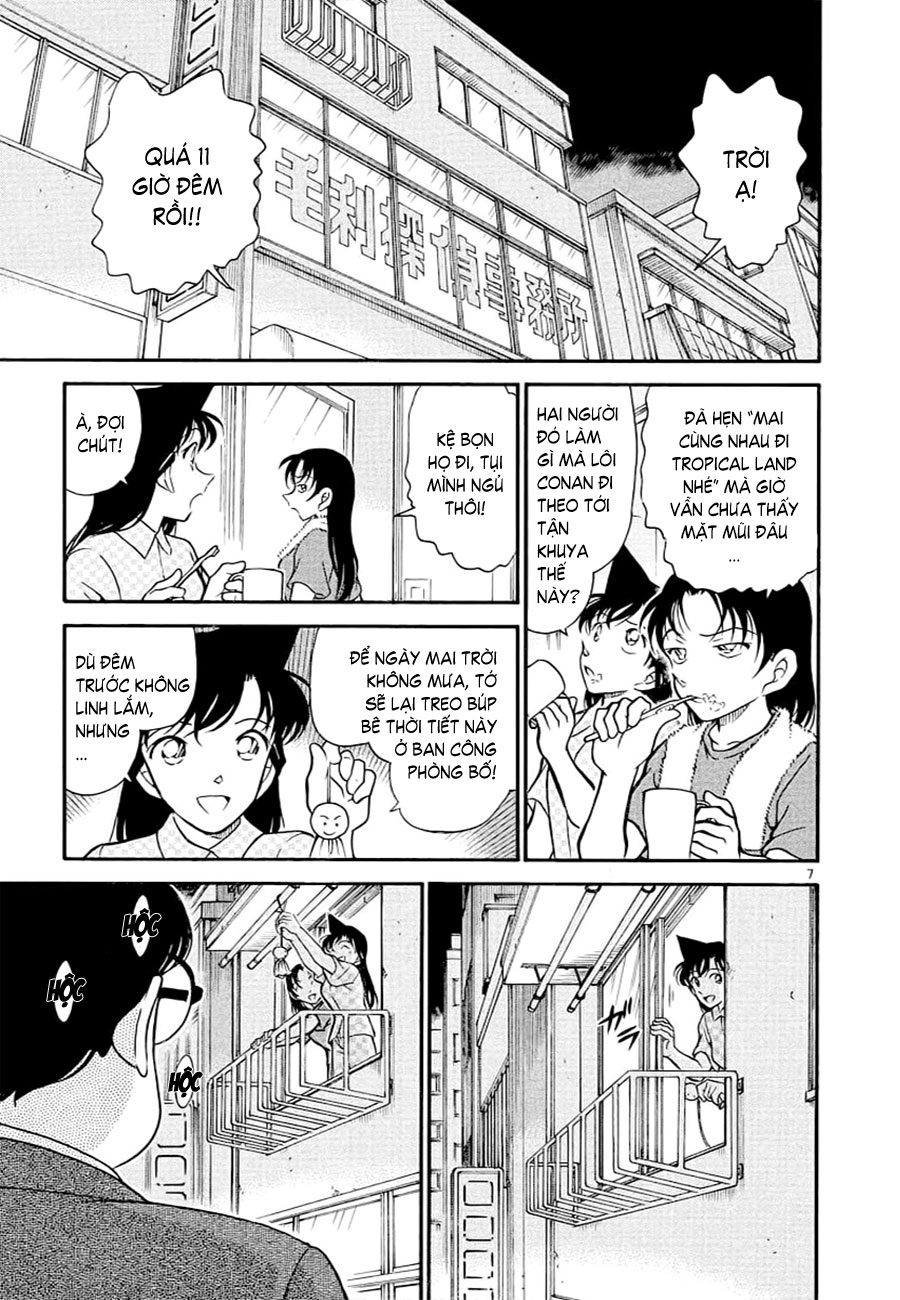 TRỜI
Ạ!
QUÁ 11
GIỜ ĐÊM
RỒI!!
毛利探偵事務所
ĐÃ HẸN “MAI
CÙNG NHAU ĐI
TROPICAL LAND
NHÉ” MÀ GIỜ
VẪN CHƯA THẤY
MẶT MŨI ĐÂU
...
HAI NGƯỜI
ĐÓ LÀM
GÌ MÀ LÔI
CONAN ĐI
THEO TỚI
TẬN
KHUYA
THẾ
NÀY?
KỆ BỌN
HỌ ĐI, TỤI
MÌNH NGỦ
THÔI!
À, ĐỢI
CHÚT!
ĐỂ NGÀY MAI TRỜI
KHÔNG MƯA, TỚ
SẼ LẠI TREO BÚP
BÊ THỜI TIẾT NÀY
Ở BAN CÔNG
PHÒNG BỐ!
DÙ ĐÊM
TRƯỚC KHÔNG
LINH LẮM,
NHƯNG
...
7
HỘC
HỘC
HỘC